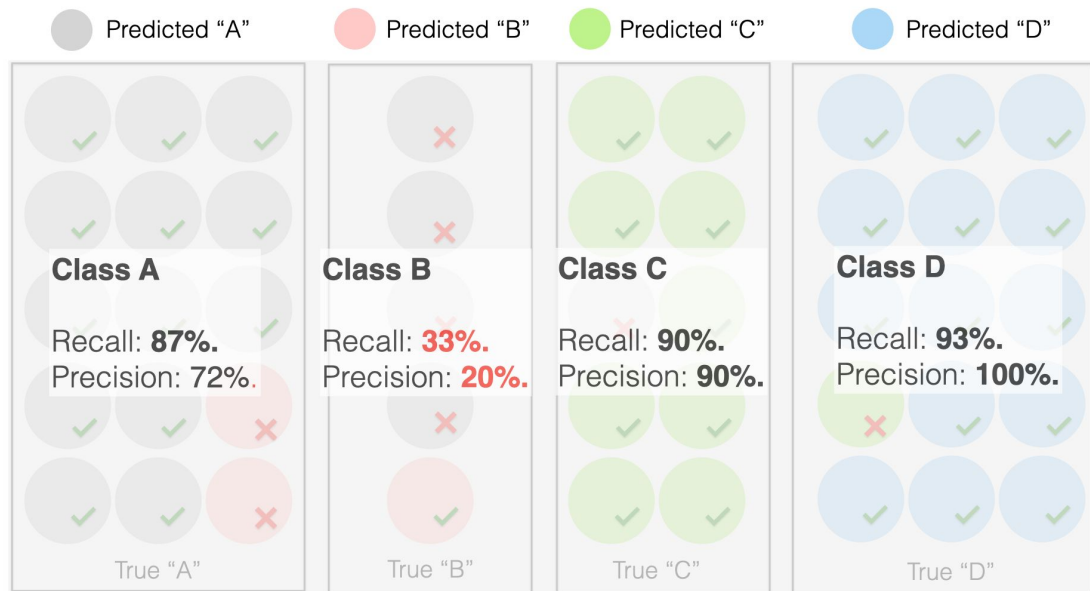 Predicted “A”
Predicted “B”
Predicted “C”
Predicted “D”
Class A
Recall: 87%.
Precision: 72%.
True “A”
Class B
Recall: 33%.
Precision: 20%.
True “B”
Class C
Recall: 90%.
Precision: 90%.
True “C”
Class D
Recall: 93%.
Precision: 100%.
True “D”